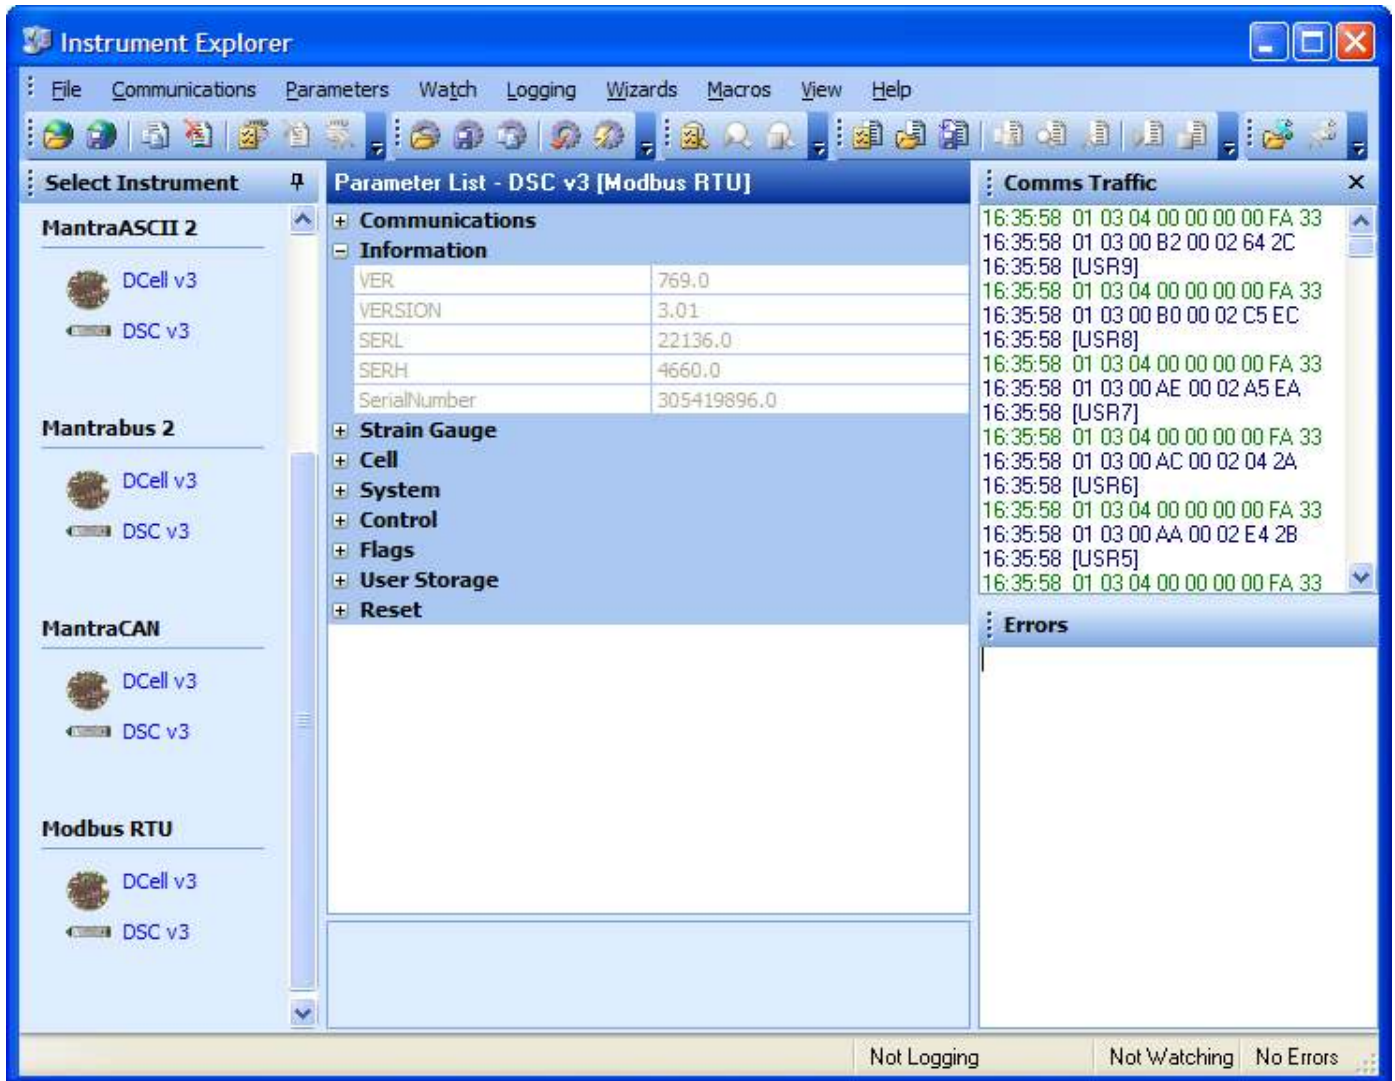 Instrument Explorer
File Communications Parameters Watch Logging Wizards Macros View Help
Select Instrument
MantraASCII 2
DCell v3
DSC v3
Mantrabus 2
DCell v3
DSC v3
MantraCAN
DCell v3
DSC v3
Modbus RTU
DCell v3
DSC v3
Parameter List - DSC v3 [Modbus RTU]
Communications
Information
VER 769.0
VERSION 3.01
SERL 22136.0
SERH 4660.0
SerialNumber 305419896.0
Strain Gauge
Cell
System
Control
Flags
User Storage
Reset
Comms Traffic
16:35:58 01 03 04 00 00 00 00 FA 33
16:35:58 01 03 00 B2 00 02 64 2C
16:35:58 [USR9]
16:35:58 01 03 04 00 00 00 00 FA 33
16:35:58 01 03 00 B0 00 02 C5 EC
16:35:58 [USR8]
16:35:58 01 03 04 00 00 00 00 FA 33
16:35:58 01 03 00 AE 00 02 A5 EA
16:35:58 [USR7]
16:35:58 01 03 04 00 00 00 00 FA 33
16:35:58 01 03 00 AC 00 02 04 2A
16:35:58 [USR6]
16:35:58 01 03 04 00 00 00 00 FA 33
16:35:58 01 03 00 AA 00 02 E4 2B
16:35:58 [USR5]
16:35:58 01 03 04 00 00 00 00 FA 33
Errors
Not Logging Not Watching No Errors